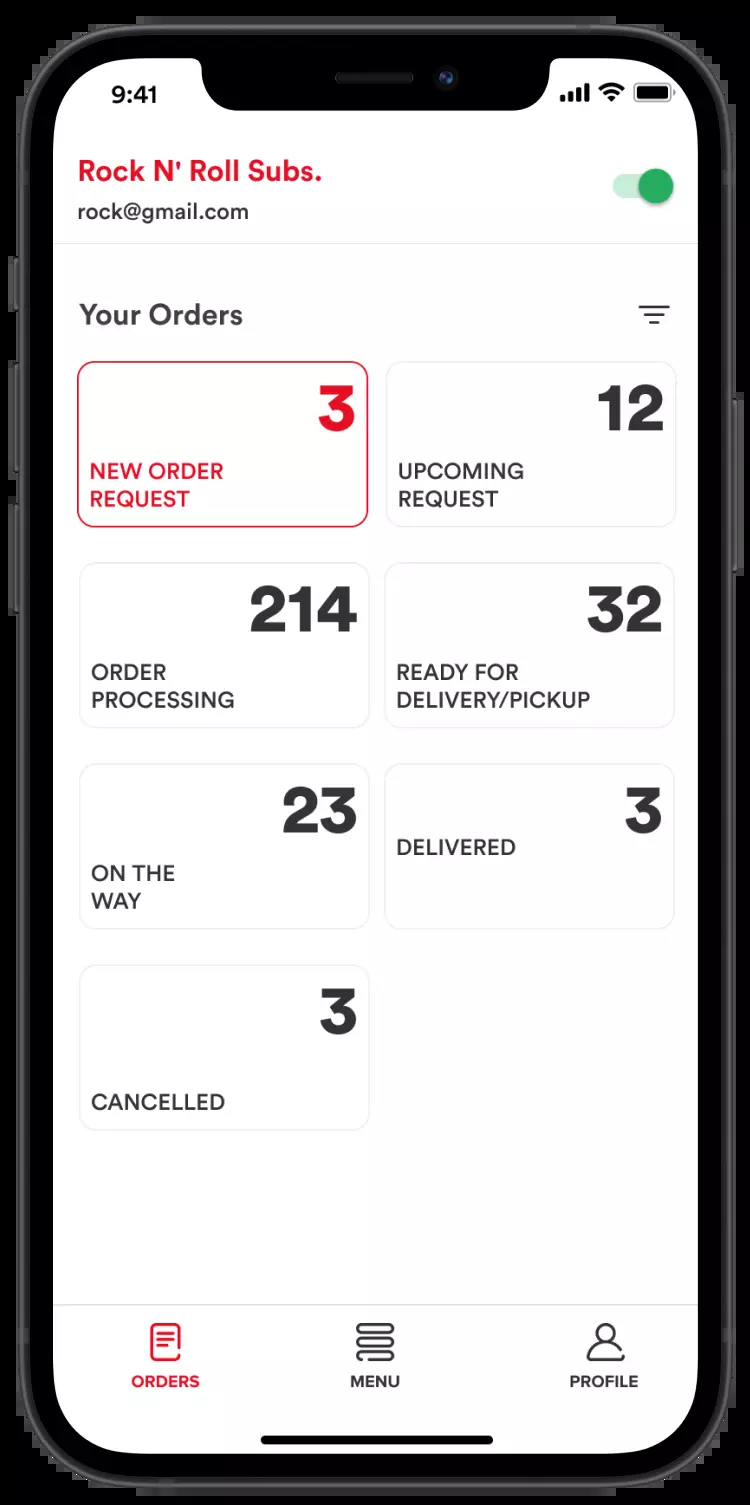 9:41
Rock N' Roll Subs.
rock@gmail.com
Your Orders
3
NEW ORDER
REQUEST
12
UPCOMING
REQUEST
214
ORDER
PROCESSING
32
READY FOR
DELIVERY/PICKUP
23
ON THE
WAY
3
DELIVERED
3
CANCELLED
ORDERS
MENU
PROFILE